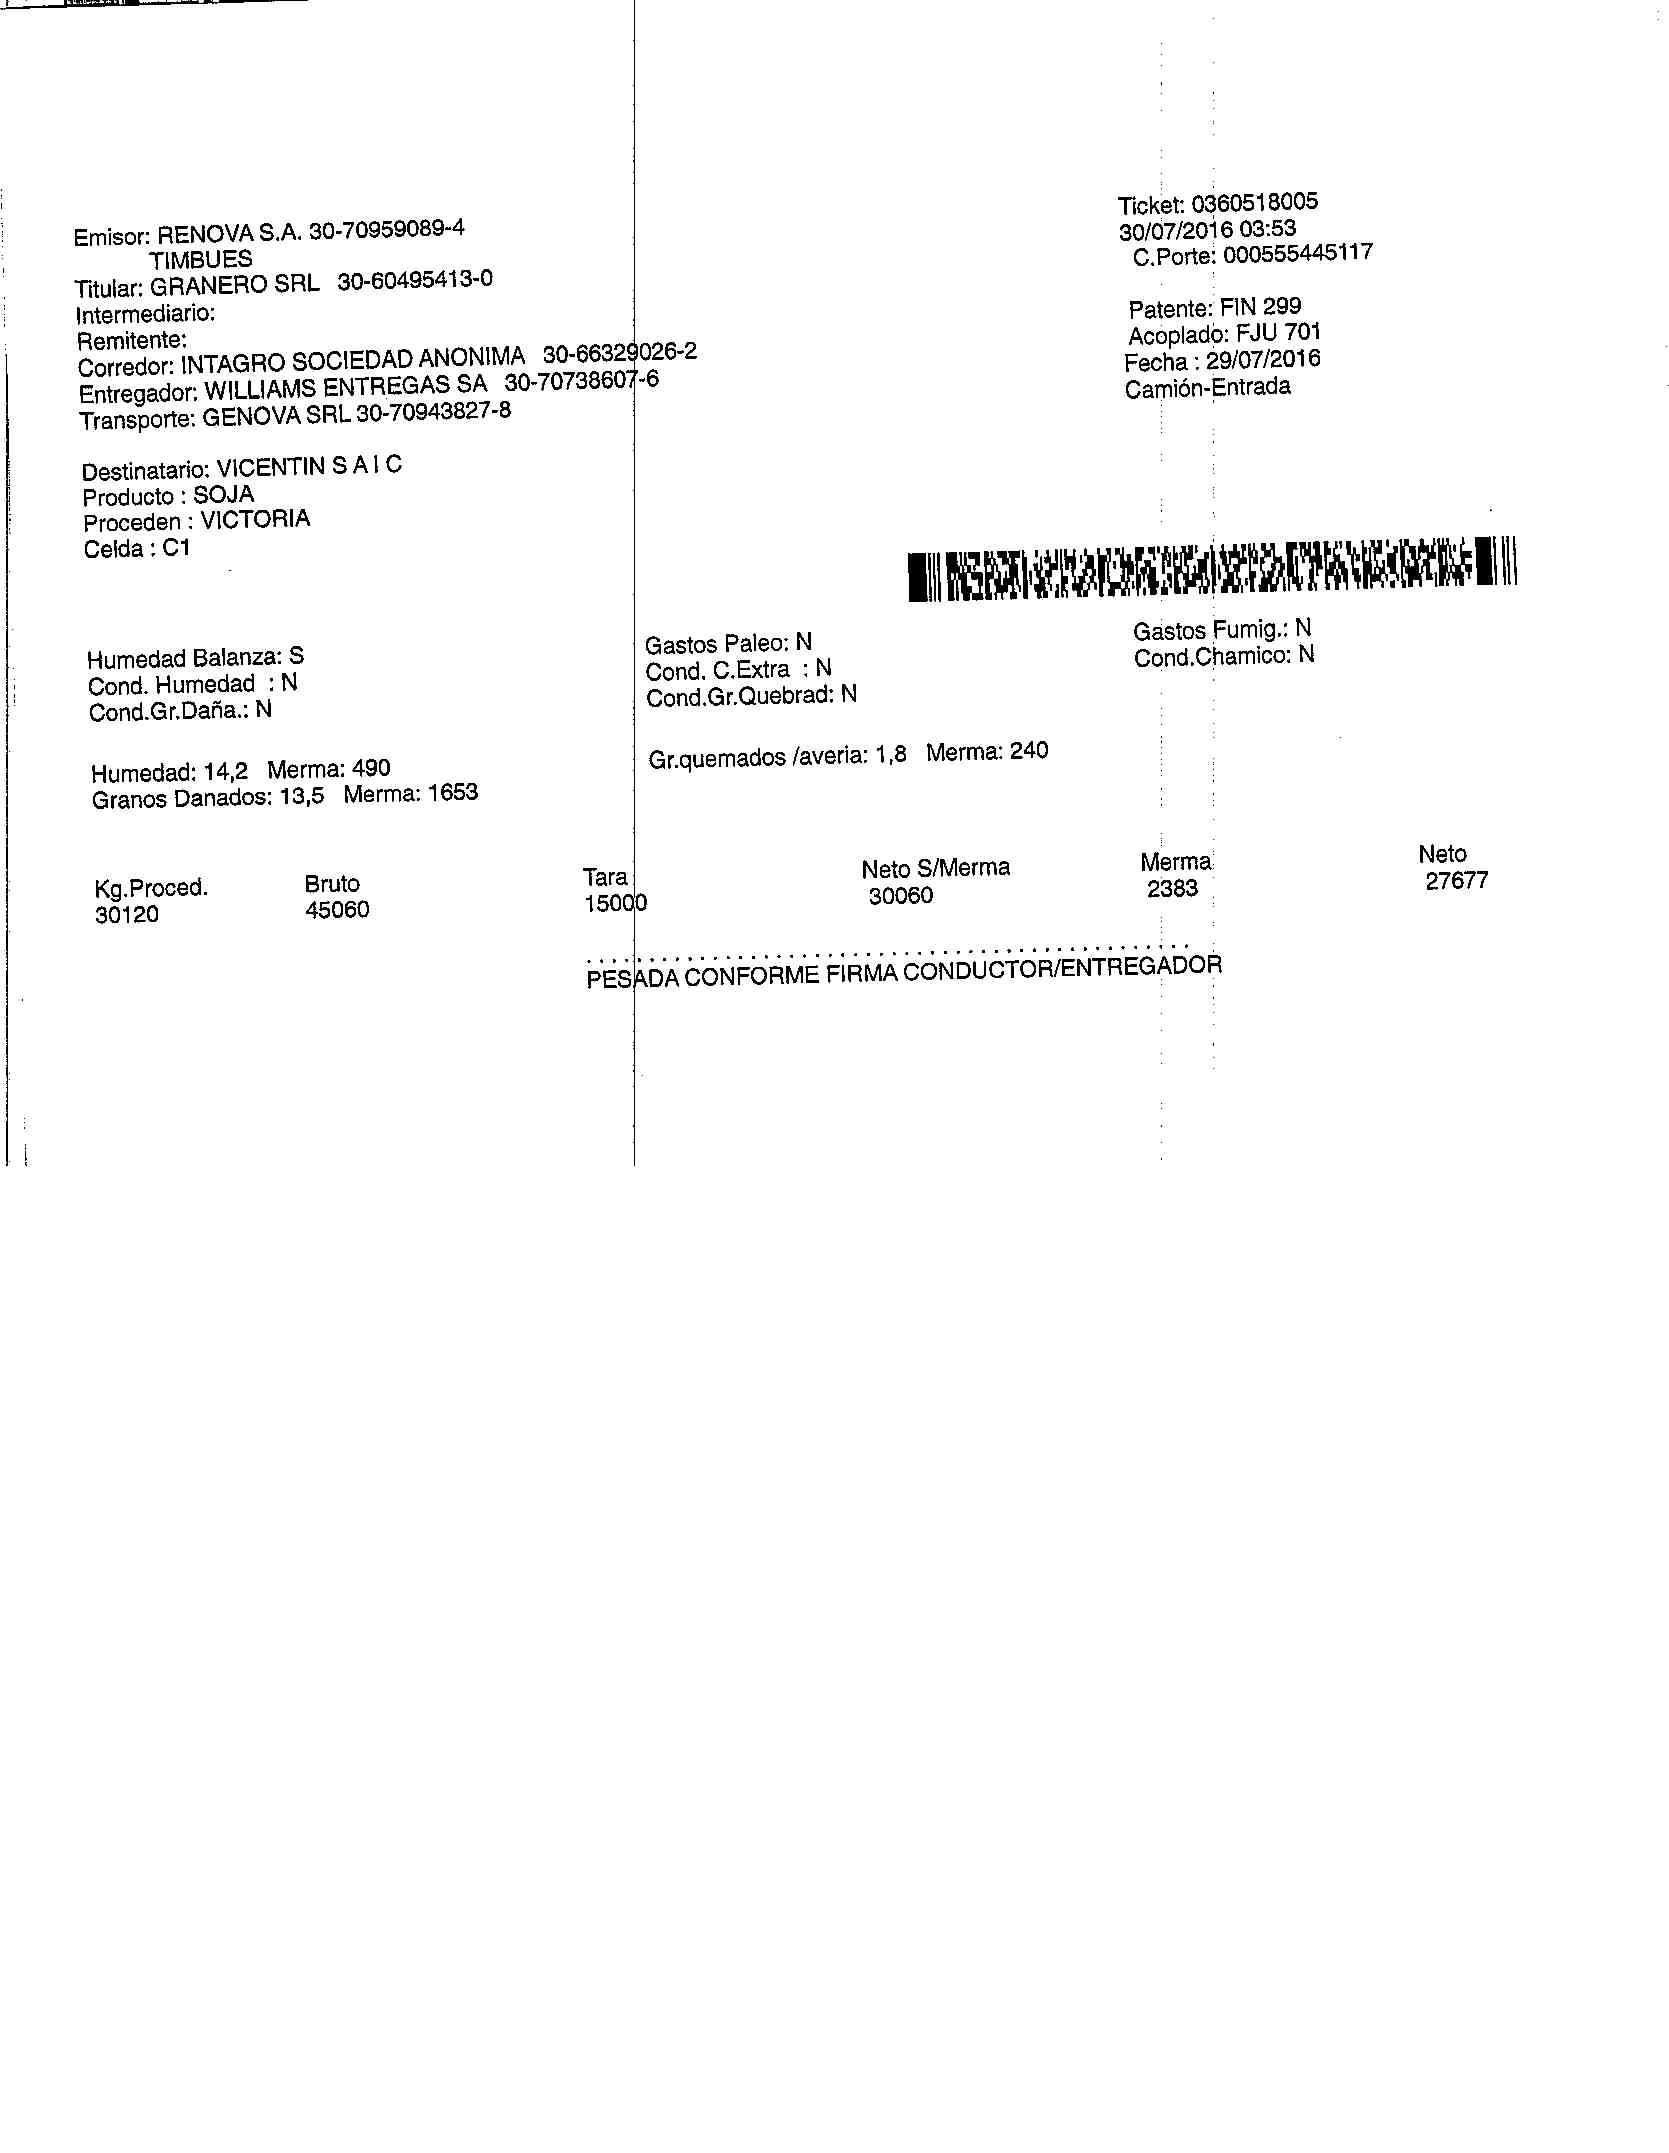 Ticket: 0360518005
Emisor: RENOVA S.A. 30-70959089-4
30/07/2016 03:53
TIMBUES
C.Porte: 000555445117
Titular: GRANERO SRL 30-60495413-0
Intermediario:
Patente: FIN 299
Remitente:
Acoplado: FJU 701
Corredor: INTAGRO SOCIEDAD ANONIMA 30-66329026-2
Fecha : 29/07/2016
Entregador: WILLIAMS ENTREGAS SA 30-70738607-6
Camión-Entrada
Transporte: GENOVA SRL 30-70943827-8
Destinatario: VICENTIN S A I C
Producto : SOJA
Proceden : VICTORIA
Celda : C1
Humedad Balanza: S Gastos Paleo: N Gastos Fumig.: N
Cond. Humedad : N Cond. C.Extra : N Cond.Chamico: N
Cond.Gr.Daña.: N Cond.Gr.Quebrad: N
Humedad: 14,2 Merma: 490 Gr.quemados /averia: 1,8 Merma: 240
Granos Danados: 13,5 Merma: 1653
Kg.Proced. Bruto Tara Neto S/Merma Merma Neto
30120 45060 15000 30060 2383 27677
PESADA CONFORME FIRMA CONDUCTOR/ENTREGADOR